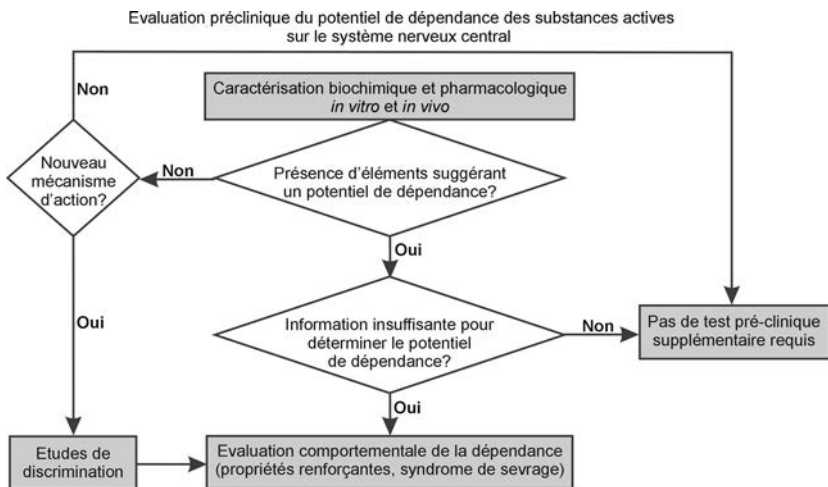 Evaluation préclinique du potentiel de dépendance des substances actives
sur le système nerveux central
Non
Caractérisation biochimique et pharmacologique
in vitro et in vivo
Nouveau
mécanisme
d'action?
Non
Présence d'éléments suggérant
un potentiel de dépendance?
Oui
Oui
Information insuffisante pour
déterminer le potentiel
de dépendance?
Non
Pas de test pré-clinique
supplémentaire requis
Oui
Etudes de
discrimination
Evaluation comportementale de la dépendance
(propriétés renforçantes, syndrome de sevrage)